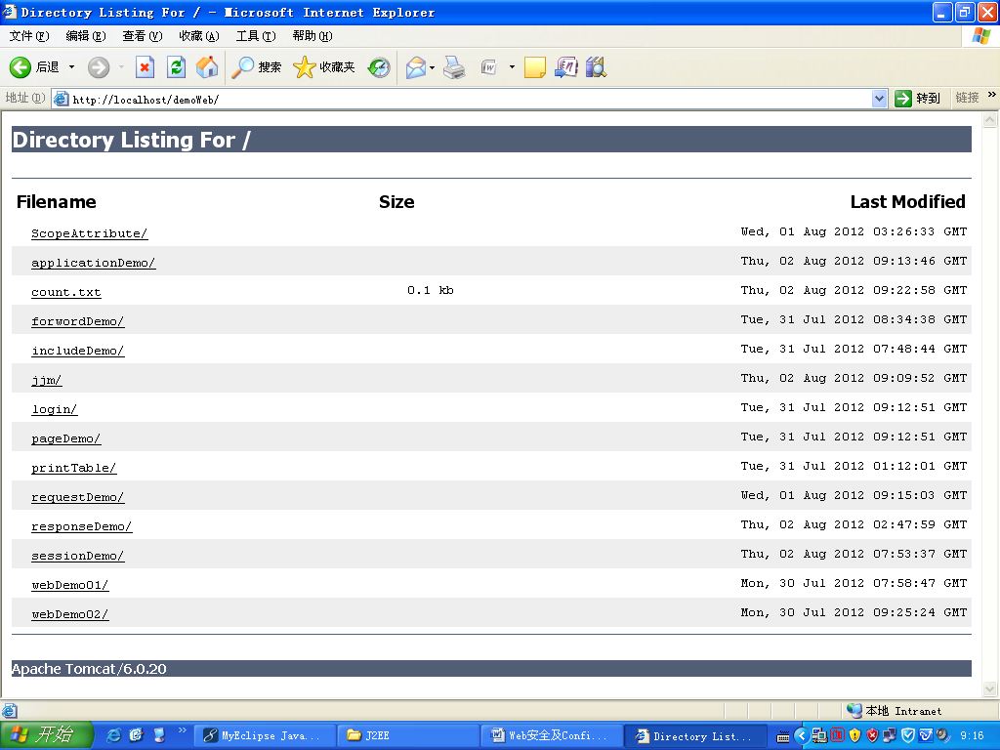 Directory Listing For / - Microsoft Internet Explorer
文件(F) 编辑(E) 查看(V) 收藏(A) 工具(T) 帮助(H)
后退 搜索 收藏夹
地址(D) http://localhost/demoWeb/ 转到 链接 »
Directory Listing For /
Filename Size Last Modified
ScopeAttribute/ Wed, 01 Aug 2012 03:26:33 GMT
applicationDemo/ Thu, 02 Aug 2012 09:13:46 GMT
count.txt 0.1 kb Thu, 02 Aug 2012 09:22:58 GMT
forwordDemo/ Tue, 31 Jul 2012 08:34:38 GMT
includeDemo/ Tue, 31 Jul 2012 07:48:44 GMT
jjm/ Thu, 02 Aug 2012 09:09:52 GMT
login/ Tue, 31 Jul 2012 09:12:51 GMT
pageDemo/ Tue, 31 Jul 2012 09:12:51 GMT
printTable/ Tue, 31 Jul 2012 01:12:01 GMT
requestDemo/ Wed, 01 Aug 2012 09:15:03 GMT
responseDemo/ Thu, 02 Aug 2012 02:47:59 GMT
sessionDemo/ Thu, 02 Aug 2012 07:53:37 GMT
webDemo01/ Mon, 30 Jul 2012 07:58:47 GMT
webDemo02/ Mon, 30 Jul 2012 09:25:24 GMT
Apache Tomcat/6.0.20
本地 Intranet
开始 » MyEclipse Java... J2EE Web安全及Confi... Directory List... 9:16